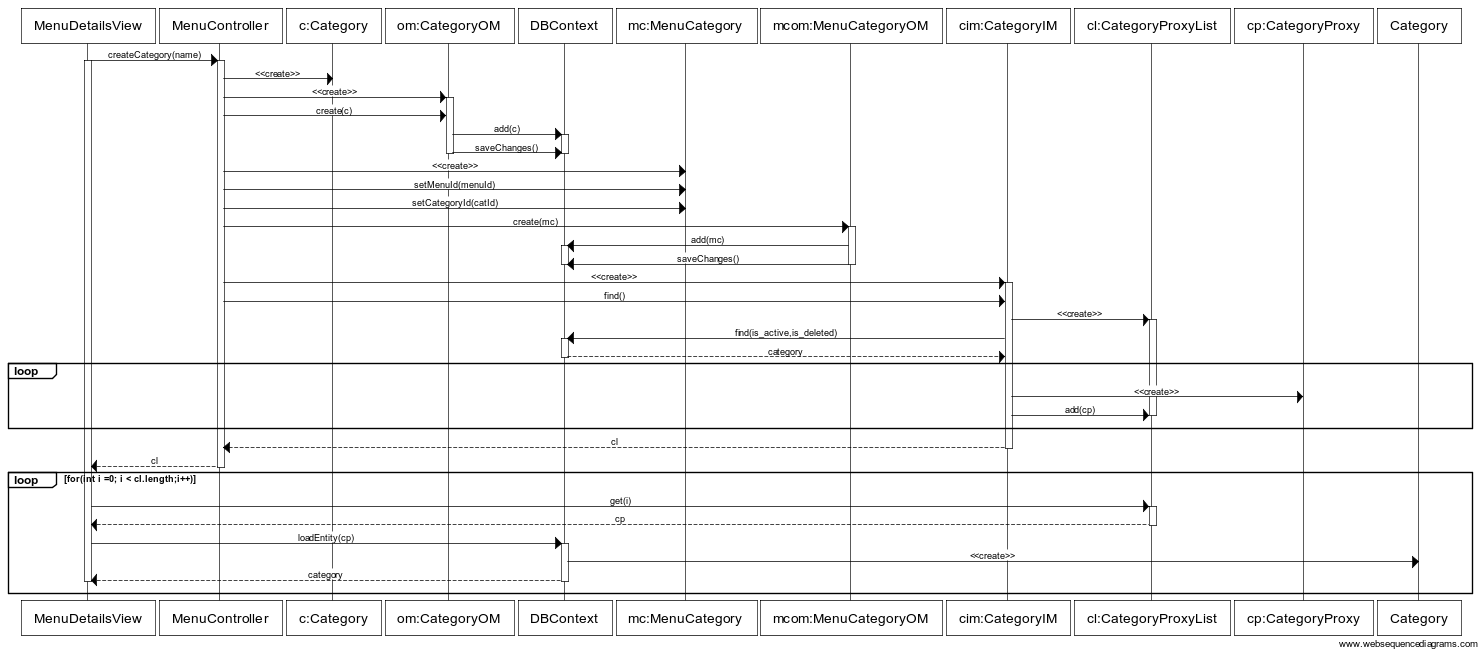 MenuDetailsView MenuController c:Category om:CategoryOM DBContext mc:MenuCategory mcom:MenuCategoryOM cim:CategoryIM cl:CategoryProxyList cp:CategoryProxy Category
createCategory(name)
<<create>>
<<create>>
create(c)
add(c)
saveChanges()
<<create>>
setMenuId(menuId)
setCategoryId(catId)
create(mc)
add(mc)
saveChanges()
<<create>>
find()
<<create>>
find(is_active,is_deleted)
category
loop
<<create>>
add(cp)
cl
cl
loop [for(int i =0; i < cl.length;i++)]
get(i)
cp
loadEntity(cp)
<<create>>
category
MenuDetailsView MenuController c:Category om:CategoryOM DBContext mc:MenuCategory mcom:MenuCategoryOM cim:CategoryIM cl:CategoryProxyList cp:CategoryProxy Category
www.websequencediagrams.com